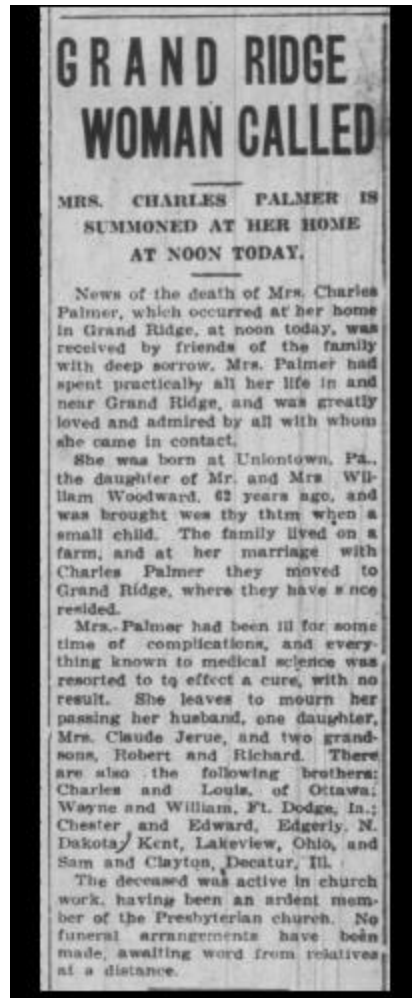 GRAND RIDGE
WOMAN CALLED
MRS. CHARLES PALMER IS
SUMMONED AT HER HOME
AT NOON TODAY.
News of the death of Mrs. Charles
Palmer, which occurred at her home
in Grand Ridge, at noon today, was
received by friends of the family
with deep sorrow. Mrs. Palmer had
spent practically all her life in and
near Grand Ridge, and was greatly
loved and admired by all with whom
she came in contact.
She was born at Uniontown, Pa.,
the daughter of Mr. and Mrs Wil-
liam Woodward, 62 years ago, and
was brought wes thy thtm when a
small child. The family lived on a
farm, and at her marriage with
Charles Palmer they moved to
Grand Ridge, where they have s nce
resided.
Mrs. Palmer had been ill for some
time of complications, and every-
thing known to medical science was
resorted to tq effect a cure, with no
result. She leaves to mourn her
passing her husband, one daughter,
Mrs. Claude Jerue, and two grand-
sons, Robert and Richard. There
are also the following brothers:
Charles and Louis, of Ottawa;
Wayne and William, Ft. Dodge, Ia.;
Chester and Edward, Edgerly, N.
Dakota, Kent, Lakeview, Ohio, and
Sam and Clayton, Decatur, Ill.
The deceased was active in church
work, having been an ardent mem-
ber of the Presbyterian church. No
funeral arrangements have been
made, awaiting word from relatives
at a distance.